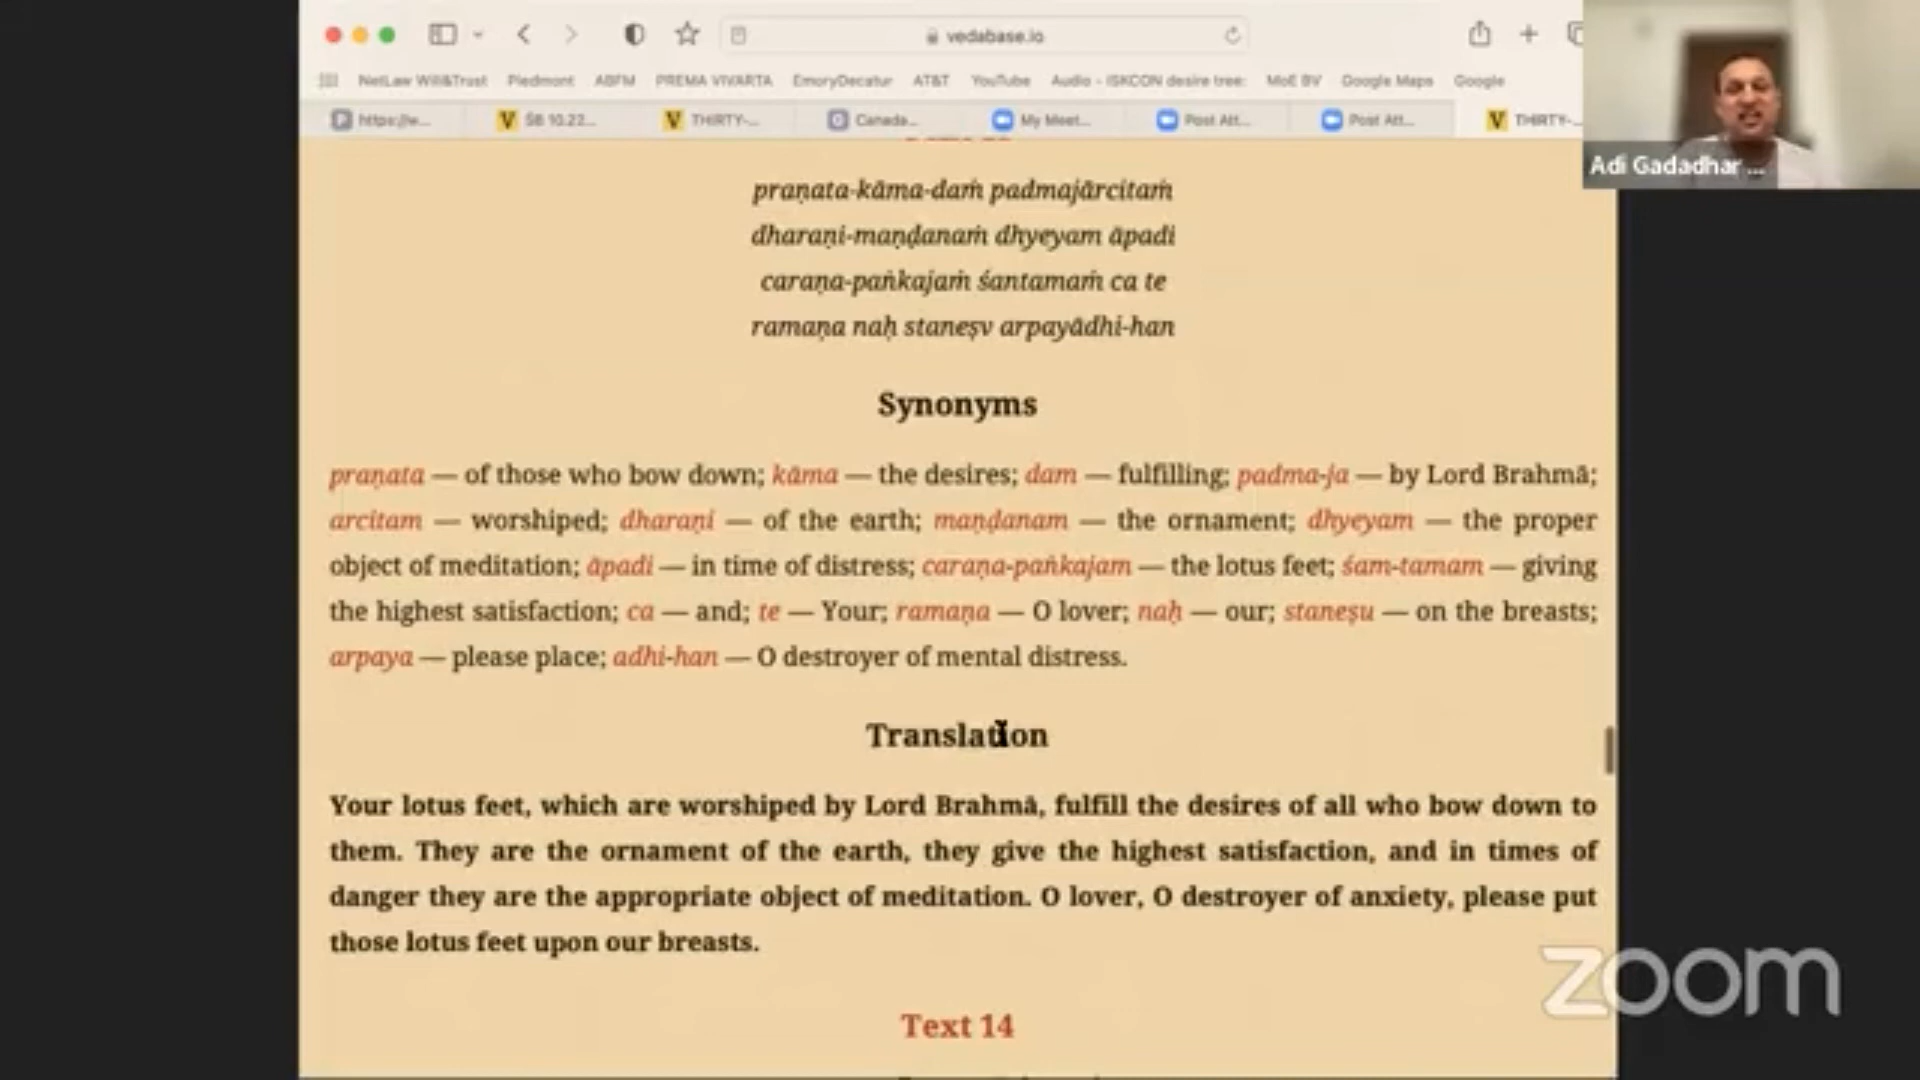 vedabase.io
NetLaw Will&Trust Piedmont ABFM PREMA VIVARTA EmoryDecatur AT&T YouTube Audio - ISKCON desire tree: MoE BV Google Maps Google
https://w... SB 10.22... THIRTY-... Canada... My Meet... Post Att... Post Att... THIRTY-...
Adi Gadadhar ...
praṇata-kāma-daṁ padmajārcitaṁ
dharaṇi-maṇḍanaṁ dhyeyam āpadi
caraṇa-paṅkajaṁ śantamaṁ ca te
ramaṇa naḥ staneṣv arpayādhi-han
Synonyms
praṇata — of those who bow down; kāma — the desires; dam — fulfilling; padma-ja — by Lord Brahmā;
arcitam — worshiped; dharaṇi — of the earth; maṇḍanam — the ornament; dhyeyam — the proper
object of meditation; āpadi — in time of distress; caraṇa-paṅkajam — the lotus feet; śam-tamam — giving
the highest satisfaction; ca — and; te — Your; ramaṇa — O lover; naḥ — our; staneṣu — on the breasts;
arpaya — please place; adhi-han — O destroyer of mental distress.
Translation
Your lotus feet, which are worshiped by Lord Brahmā, fulfill the desires of all who bow down to
them. They are the ornament of the earth, they give the highest satisfaction, and in times of
danger they are the appropriate object of meditation. O lover, O destroyer of anxiety, please put
those lotus feet upon our breasts.
Text 14
zoom